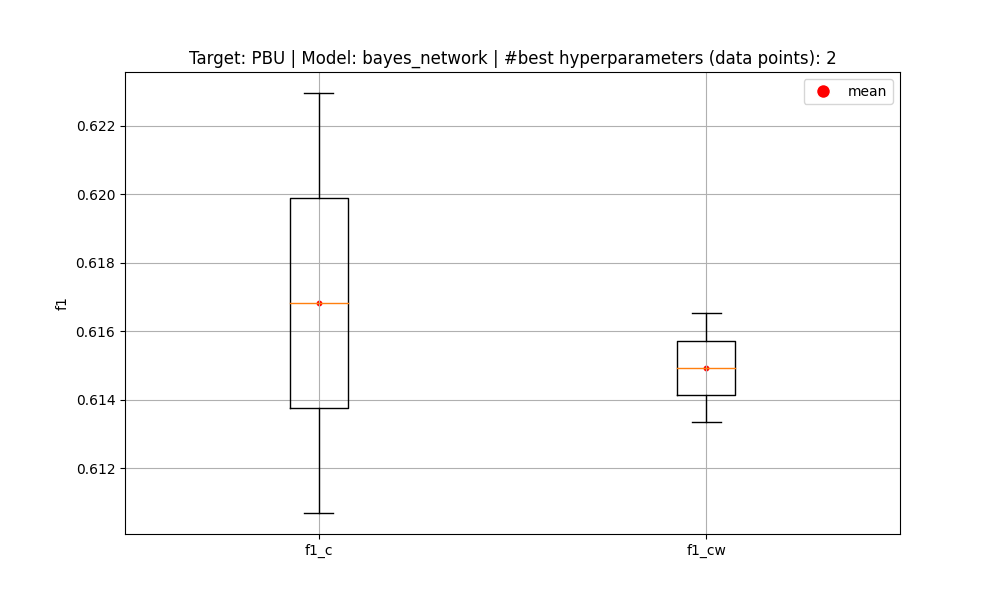 Target: PBU | Model: bayes_network | #best hyperparameters (data points): 2
mean
0.622
0.620
0.618
0.616
0.614
0.612
f1
f1_c
f1_cw